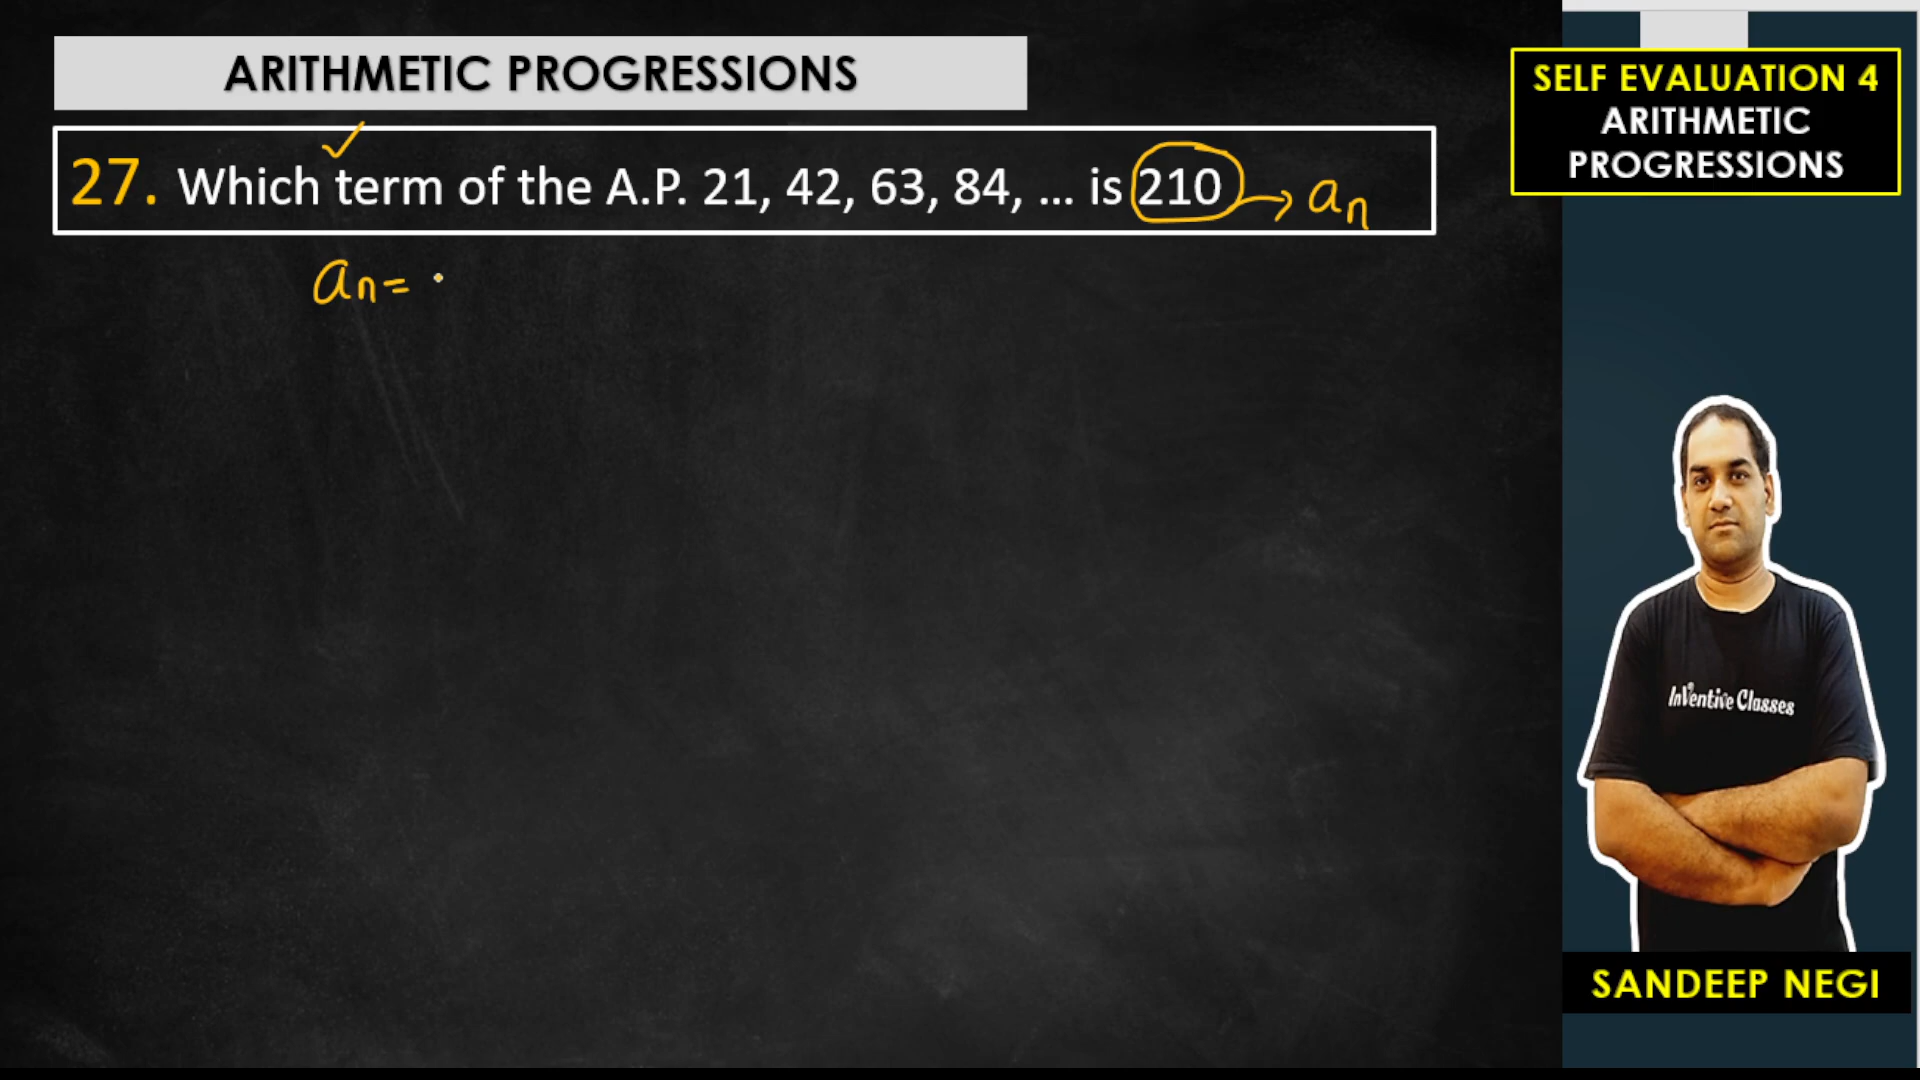 ARITHMETIC PROGRESSIONS
27. Which term of the A.P. 21, 42, 63, 84, ... is 210 → an
an =
SELF EVALUATION 4
ARITHMETIC
PROGRESSIONS
InVentive Classes
SANDEEP NEGI